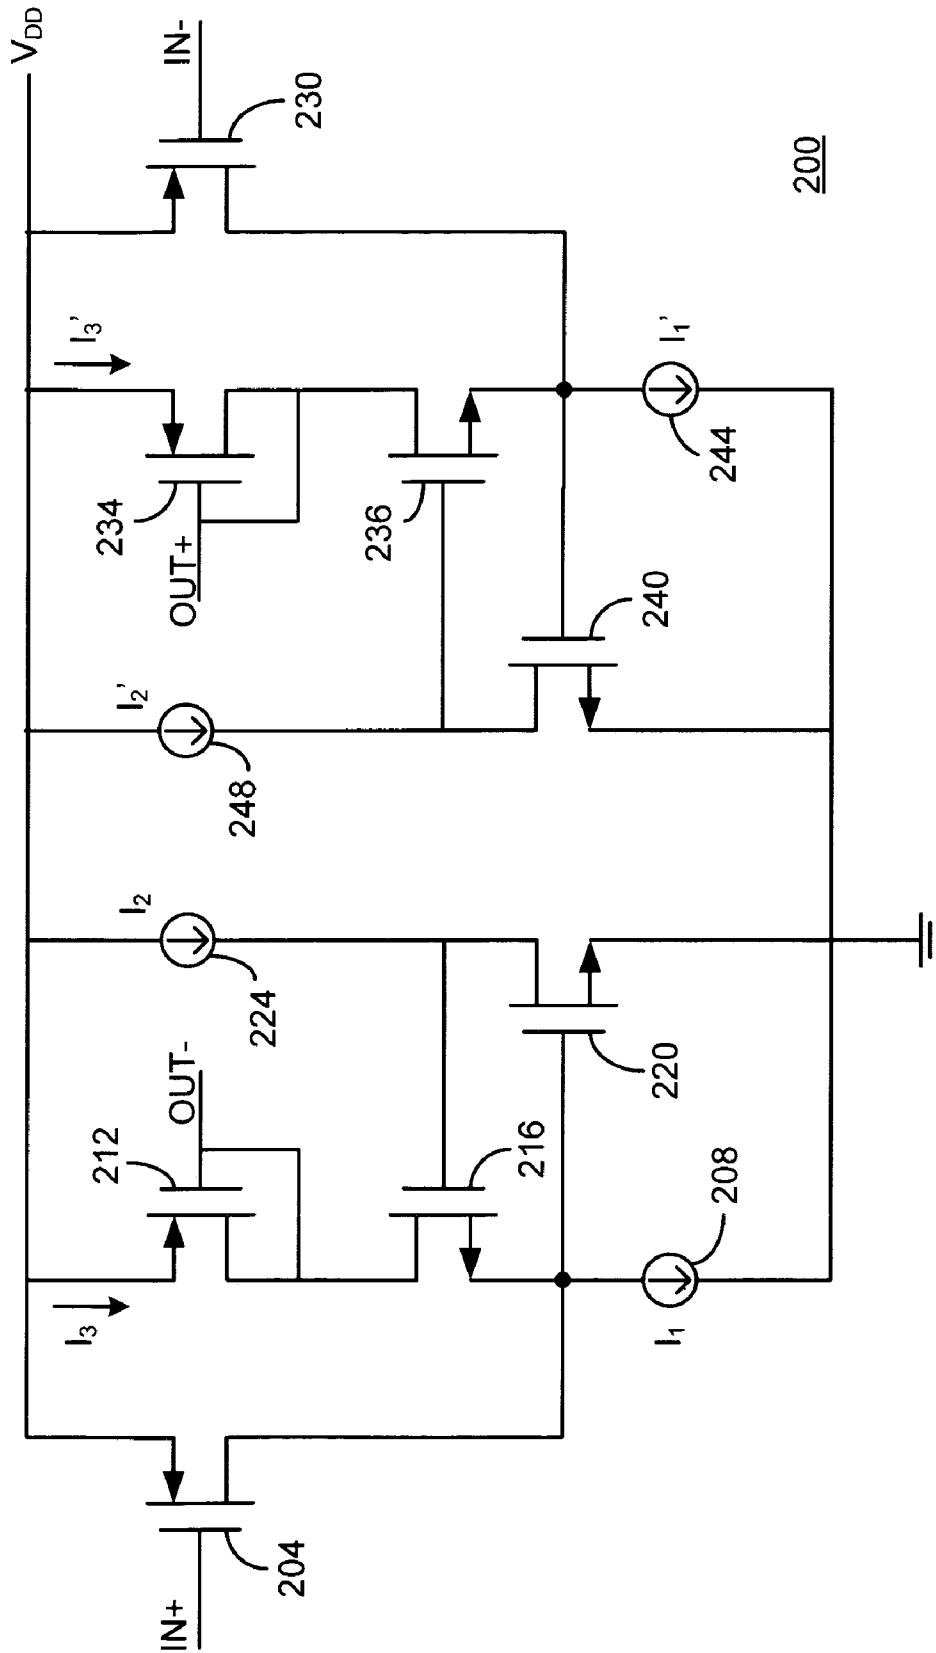 V_DD
IN-
230
200
I₃'
234
OUT+
236
I₁'
244
I₂'
248
240
I₂
224
OUT-
212
216
220
208
I₃
I₁
204
IN+